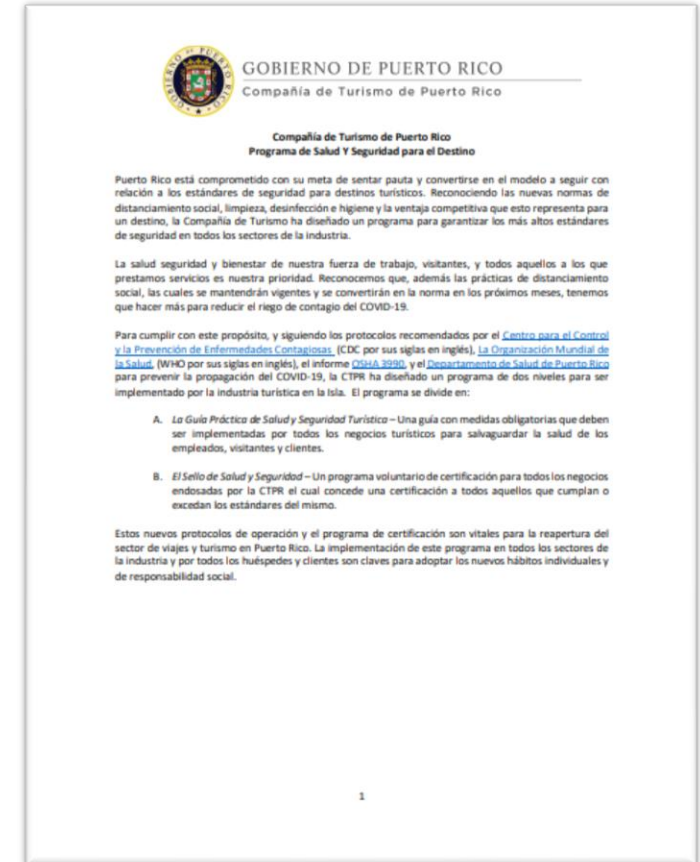 GOBIERNO DE PUERTO RICO
Compañía de Turismo de Puerto Rico
Compañía de Turismo de Puerto Rico
Programa de Salud Y Seguridad para el Destino
Puerto Rico está comprometido con su meta de sentar pauta y convertirse en el modelo a seguir con
relación a los estándares de seguridad para destinos turísticos. Reconociendo las nuevas normas de
distanciamiento social, limpieza, desinfección e higiene y la ventaja competitiva que esto representa para
un destino, la Compañía de Turismo ha diseñado un programa para garantizar los más altos estándares
de seguridad en todos los sectores de la industria.
La salud seguridad y bienestar de nuestra fuerza de trabajo, visitantes, y todos aquellos a los que
prestamos servicios es nuestra prioridad. Reconocemos que, además las prácticas de distanciamiento
social, las cuales se mantendrán vigentes y se convertirán en la norma en los próximos meses, tenemos
que hacer más para reducir el riego de contagio del COVID-19.
Para cumplir con este propósito, y siguiendo los protocolos recomendados por el Centro para el Control
y la Prevención de Enfermedades Contagiosas (CDC por sus siglas en inglés), La Organización Mundial de
la Salud, (WHO por sus siglas en inglés), el informe OSHA 3990, y el Departamento de Salud de Puerto Rico
para prevenir la propagación del COVID-19, la CTPR ha diseñado un programa de dos niveles para ser
implementado por la industria turística en la Isla. El programa se divide en:
A. La Guía Práctica de Salud y Seguridad Turística – Una guía con medidas obligatorias que deben
ser implementadas por todos los negocios turísticos para salvaguardar la salud de los
empleados, visitantes y clientes.
B. El Sello de Salud y Seguridad – Un programa voluntario de certificación para todos los negocios
endosadas por la CTPR el cual concede una certificación a todos aquellos que cumplan o
excedan los estándares del mismo.
Estos nuevos protocolos de operación y el programa de certificación son vitales para la reapertura del
sector de viajes y turismo en Puerto Rico. La implementación de este programa en todos los sectores de
la industria y por todos los huéspedes y clientes son claves para adoptar los nuevos hábitos individuales y
de responsabilidad social.
1